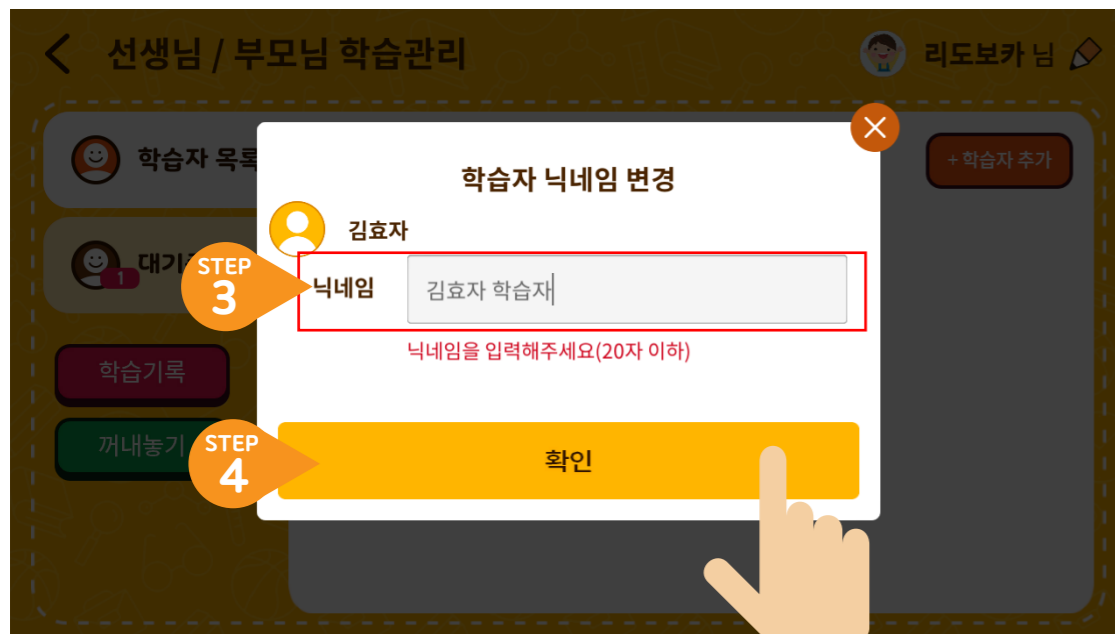 선생님 / 부모님 학습관리
리도보카 님
학습자 목록
+ 학습자 추가
학습자 닉네임 변경
김효자
대기
1
STEP
3
닉네임
김효자 학습자
닉네임을 입력해주세요(20자 이하)
학습기록
꺼내놓기
STEP
4
확인